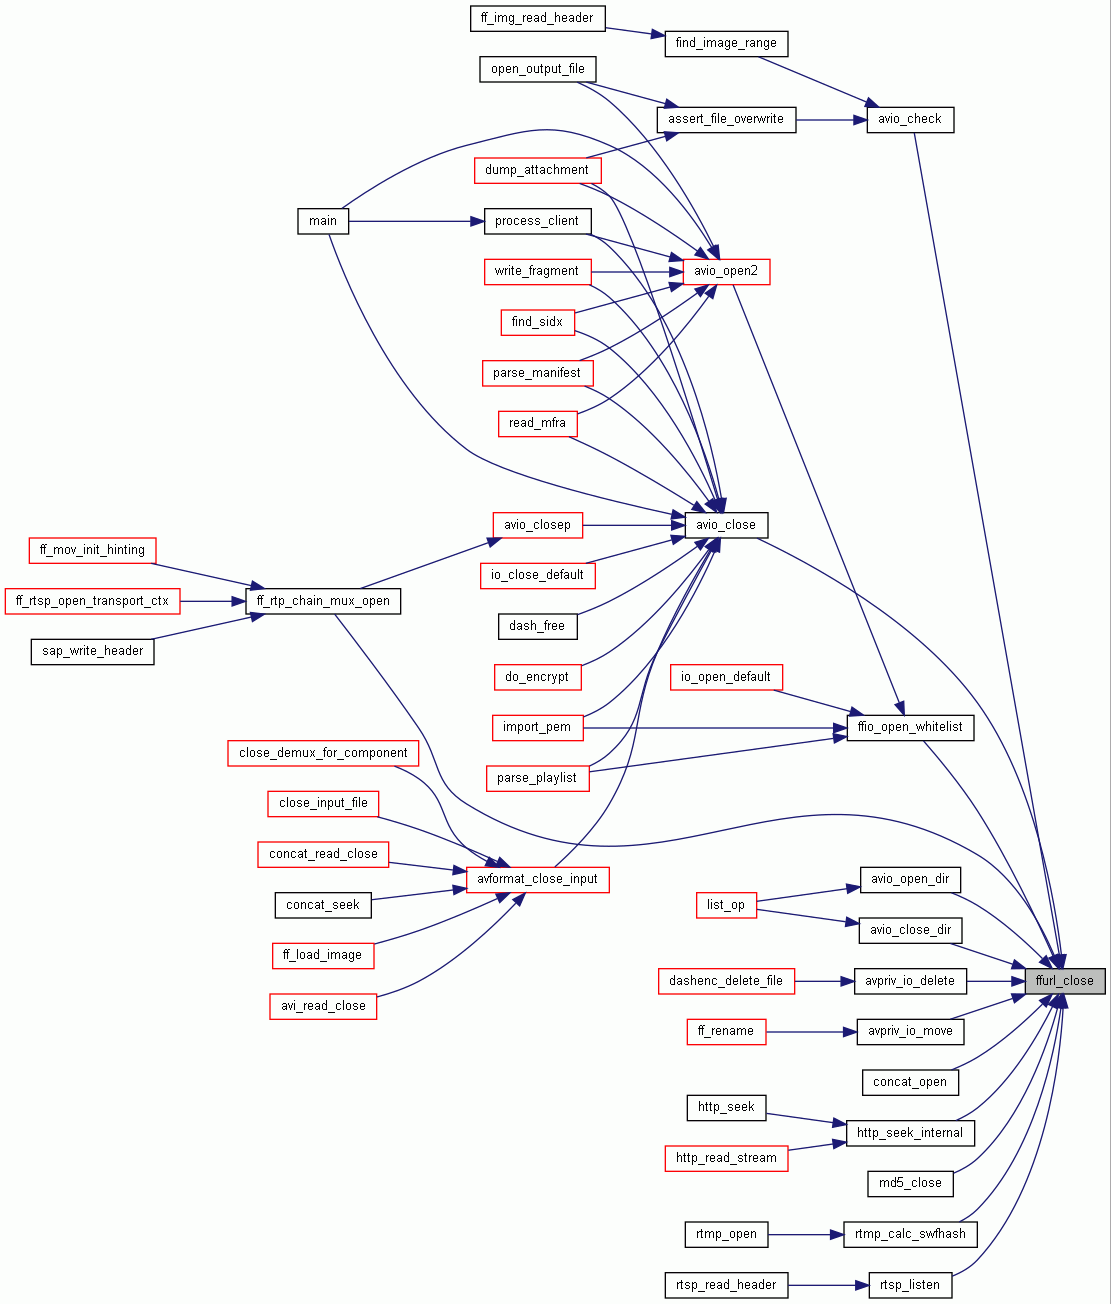 ff_img_read_header
find_image_range
open_output_file
assert_file_overwrite
avio_check
dump_attachment
main
process_client
write_fragment
avio_open2
find_sidx
parse_manifest
read_mfra
avio_closep
avio_close
ff_mov_init_hinting
io_close_default
ff_rtsp_open_transport_ctx
ff_rtp_chain_mux_open
dash_free
sap_write_header
do_encrypt
io_open_default
import_pem
ffio_open_whitelist
close_demux_for_component
parse_playlist
close_input_file
concat_read_close
avformat_close_input
avio_open_dir
concat_seek
list_op
avio_close_dir
ff_load_image
dashenc_delete_file
avpriv_io_delete
ffurl_close
avi_read_close
ff_rename
avpriv_io_move
concat_open
http_seek
http_seek_internal
http_read_stream
md5_close
rtmp_open
rtmp_calc_swfhash
rtsp_read_header
rtsp_listen